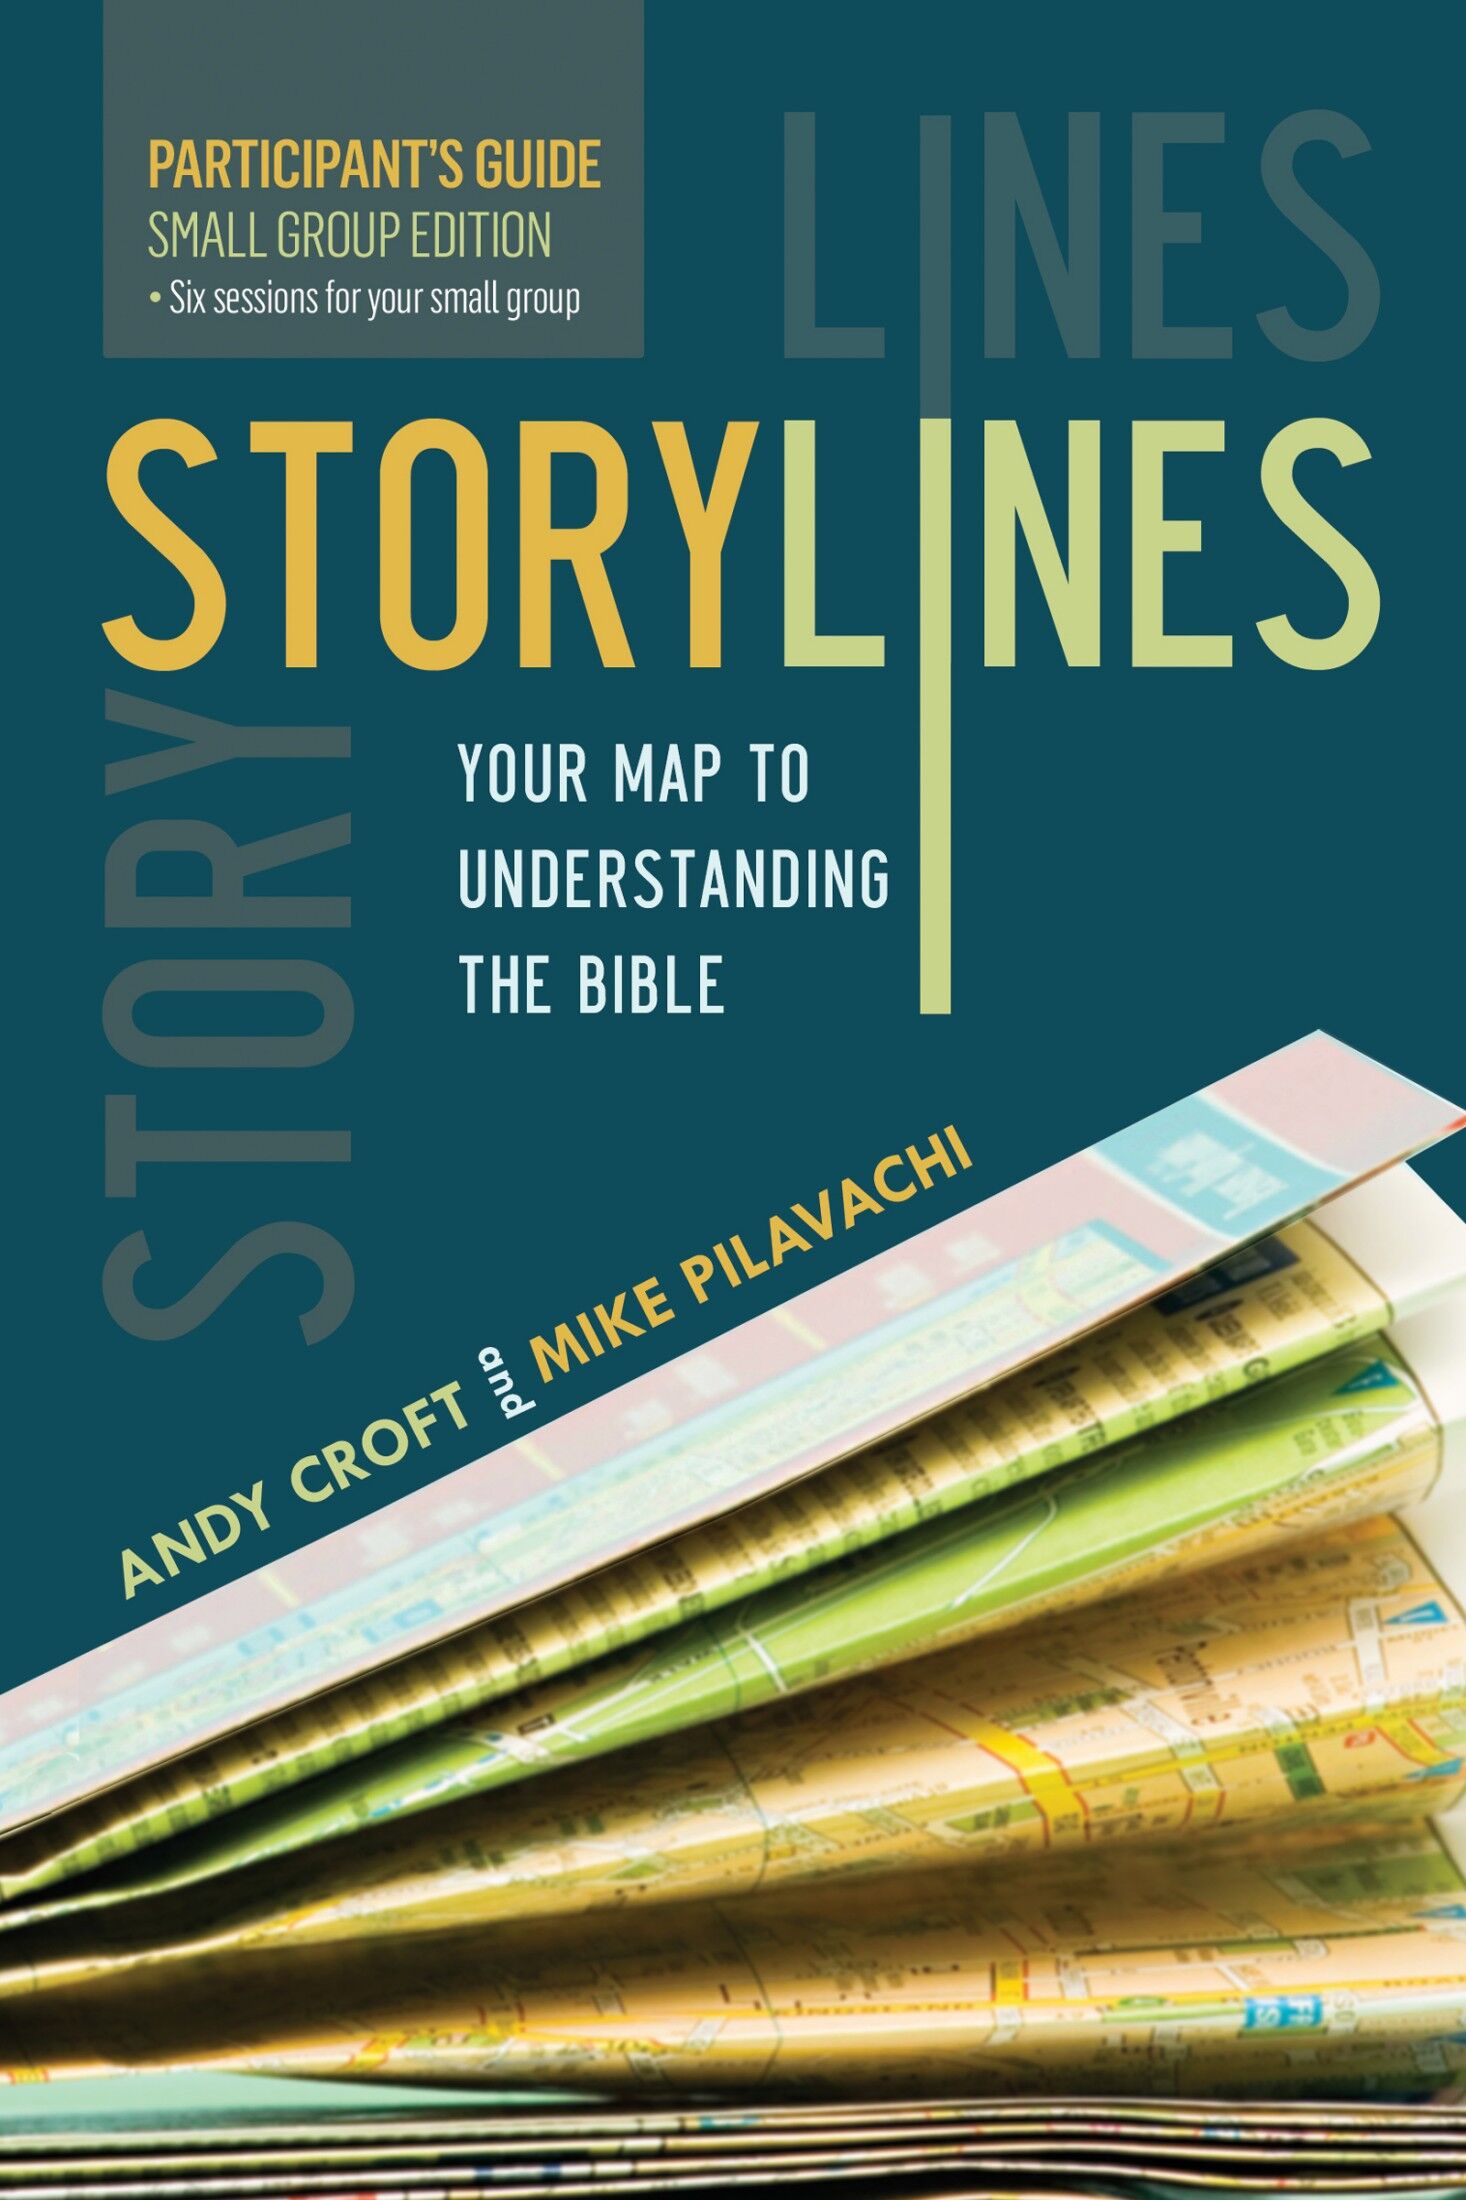 PARTICIPANT'S GUIDE
SMALL GROUP EDITION
• Six sessions for your small group
LINES
STORYLINES
STORY
YOUR MAP TO
UNDERSTANDING
THE BIBLE
ANDY CROFT and MIKE PILAVACHI